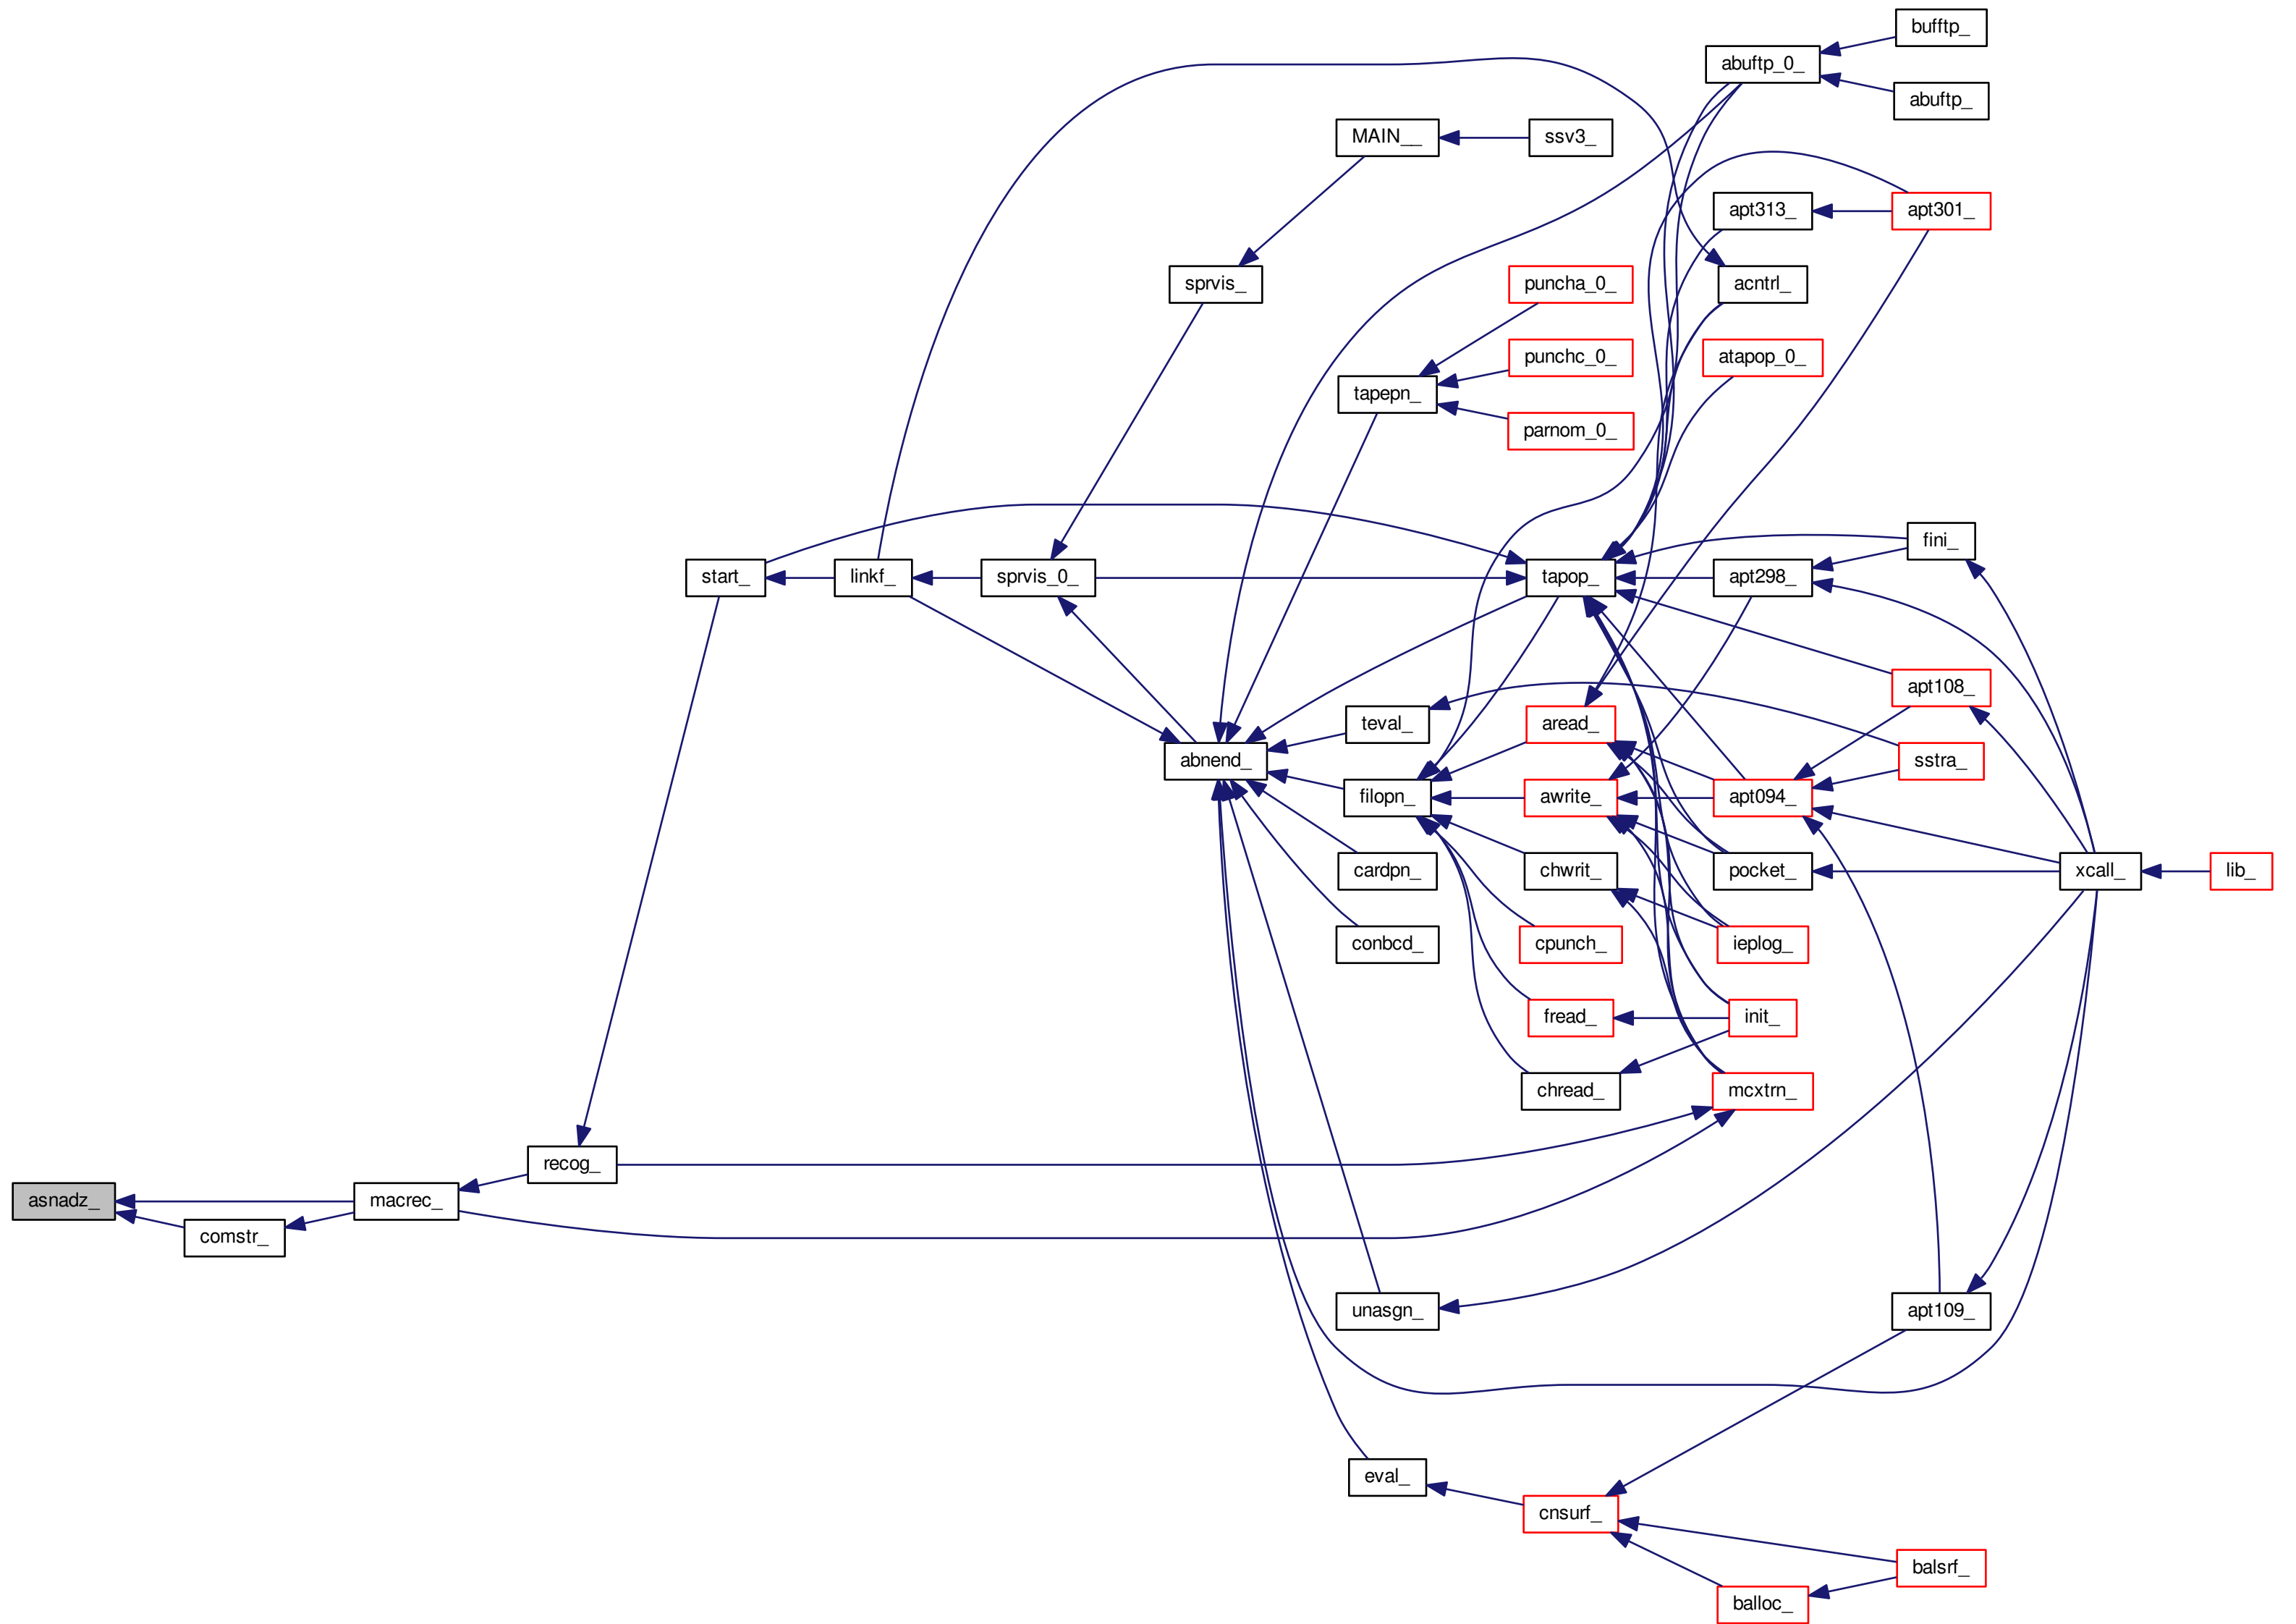 bufftp_
abuftp_0_
abuftp_
MAIN__
ssv3_
apt313_
apt301_
sprvis_
puncha_0_
acntrl_
punchc_0_
atapop_0_
tapepn_
parnom_0_
fini_
start_
linkf_
sprvis_0_
tapop_
apt298_
apt108_
teval_
aread_
sstra_
abnend_
filopn_
awrite_
apt094_
cardpn_
chwrit_
pocket_
xcall_
lib_
conbcd_
cpunch_
ieplog_
fread_
init_
chread_
mcxtrn_
recog_
asnadz_
macrec_
comstr_
unasgn_
apt109_
eval_
cnsurf_
balsrf_
balloc_